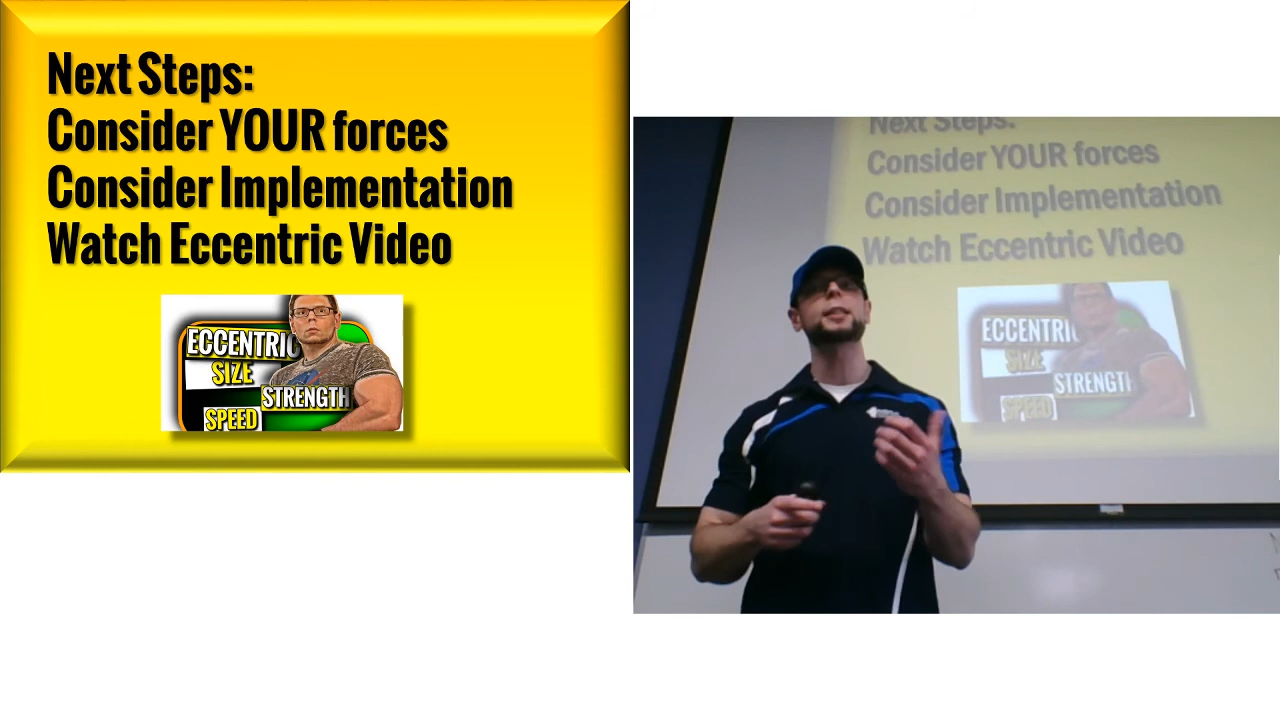 Next Steps:
Consider YOUR forces
Consider Implementation
Watch Eccentric Video
ECCENTRIC
SIZE
STRENGTH
SPEED
Next Steps:
Consider YOUR forces
Consider Implementation
Watch Eccentric Video
ECCENTRIC
SIZE
STRENGTH
SPEED